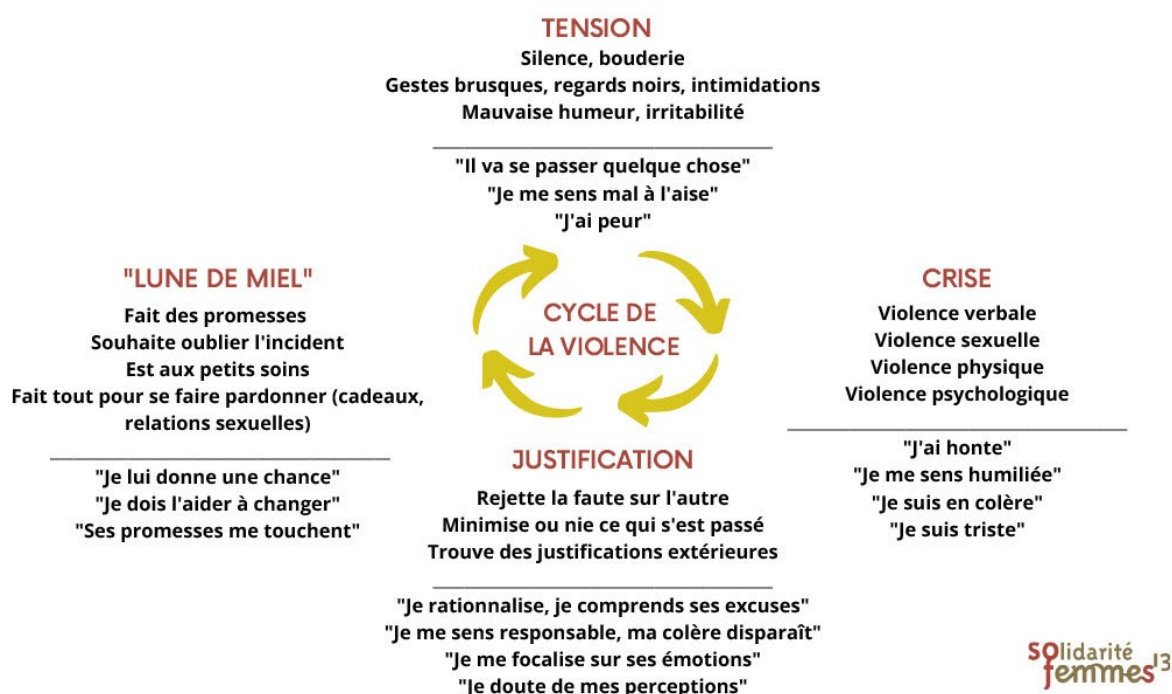 TENSION
Silence, bouderie
Gestes brusques, regards noirs, intimidations
Mauvaise humeur, irritabilité
"Il va se passer quelque chose"
"Je me sens mal à l'aise"
"J'ai peur"
"LUNE DE MIEL"
Fait des promesses
Souhaite oublier l'incident
Est aux petits soins
Fait tout pour se faire pardonner (cadeaux,
relations sexuelles)
"Je lui donne une chance"
"Je dois l'aider à changer"
"Ses promesses me touchent"
CYCLE DE
LA VIOLENCE
CRISE
Violence verbale
Violence sexuelle
Violence physique
Violence psychologique
"J'ai honte"
"Je me sens humiliée"
"Je suis en colère"
"Je suis triste"
JUSTIFICATION
Rejette la faute sur l'autre
Minimise ou nie ce qui s'est passé
Trouve des justifications extérieures
"Je rationnalise, je comprends ses excuses"
"Je me sens responsable, ma colère disparaît"
"Je me focalise sur ses émotions"
"Je doute de mes perceptions"
solidarité
femmes 13